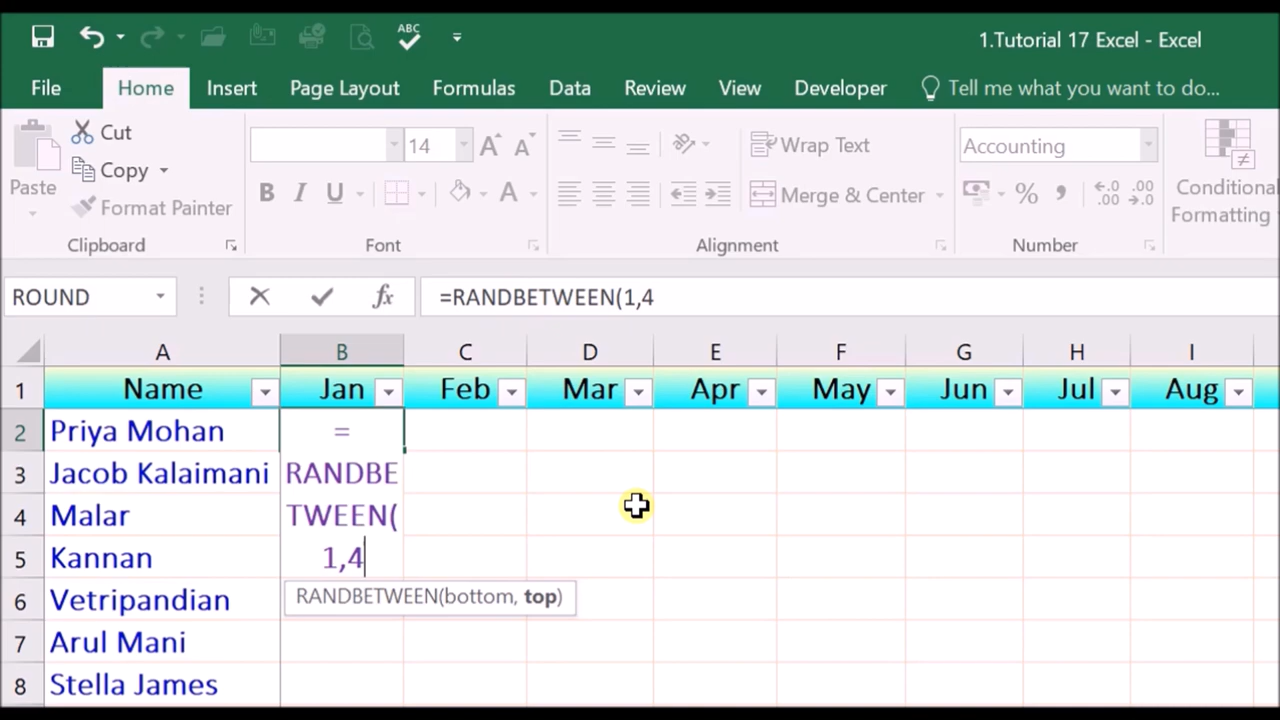 ABC
1.Tutorial 17 Excel - Excel
File Home Insert Page Layout Formulas Data Review View Developer Tell me what you want to do...
Cut
Copy
Format Painter
Paste
14
Wrap Text
Merge & Center
Accounting
Conditional
Formatting
Clipboard Font Alignment Number
ROUND fx =RANDBETWEEN(1,4
A B C D E F G H I
1 Name Jan Feb Mar Apr May Jun Jul Aug
2 Priya Mohan =
3 Jacob Kalaimani RANDBE
4 Malar TWEEN(
5 Kannan 1,4
6 Vetripandian RANDBETWEEN(bottom, top)
7 Arul Mani
8 Stella James